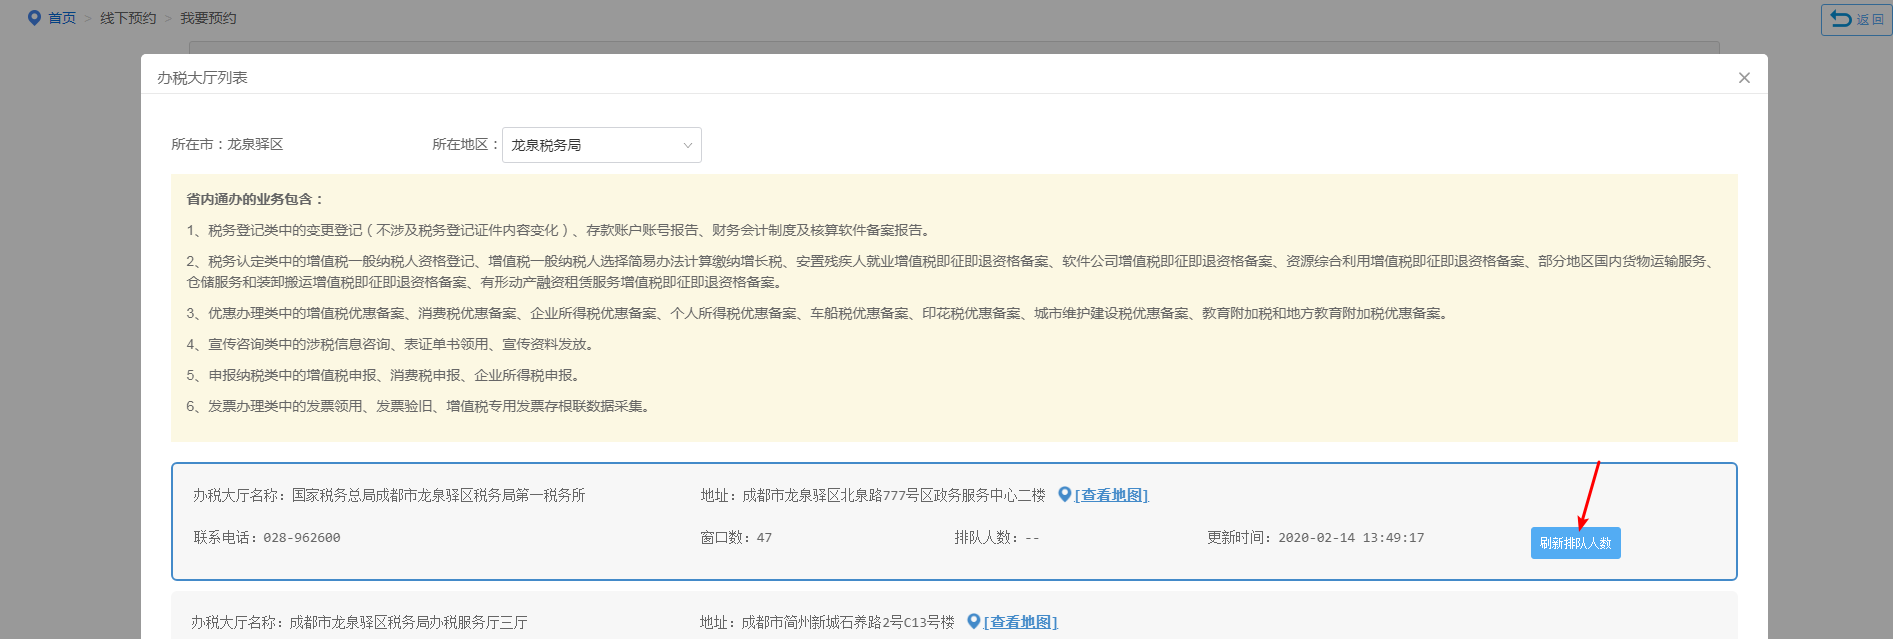 首页 > 线下预约 > 我要预约
返回
办税大厅列表
所在市：龙泉驿区 所在地区： 龙泉税务局
省内通办的业务包含：
1、税务登记类中的变更登记（不涉及税务登记证件内容变化）、存款账户账号报告、财务会计制度及核算软件备案报告。
2、税务认定类中的增值税一般纳税人资格登记、增值税一般纳税人选择简易办法计算缴纳增长税、安置残疾人就业增值税即征即退资格备案、软件公司增值税即征即退资格备案、资源综合利用增值税即征即退资格备案、部分地区国内货物运输服务、
仓储服务和装卸搬运增值税即征即退资格备案、有形动产融资租赁服务增值税即征即退资格备案。
3、优惠办理类中的增值税优惠备案、消费税优惠备案、企业所得税优惠备案、个人所得税优惠备案、车船税优惠备案、印花税优惠备案、城市维护建设税优惠备案、教育附加税和地方教育附加税优惠备案。
4、宣传咨询类中的涉税信息咨询、表证单书领用、宣传资料发放。
5、申报纳税类中的增值税申报、消费税申报、企业所得税申报。
6、发票办理类中的发票领用、发票验旧、增值税专用发票存根联数据采集。
办税大厅名称：国家税务总局成都市龙泉驿区税务局第一税务所 地址：成都市龙泉驿区北泉路777号区政务服务中心二楼 [查看地图]
联系电话：028-962600 窗口数：47 排队人数：-- 更新时间：2020-02-14 13:49:17 刷新排队人数
办税大厅名称：成都市龙泉驿区税务局办税服务厅三厅 地址：成都市简州新城石养路2号C13号楼 [查看地图]